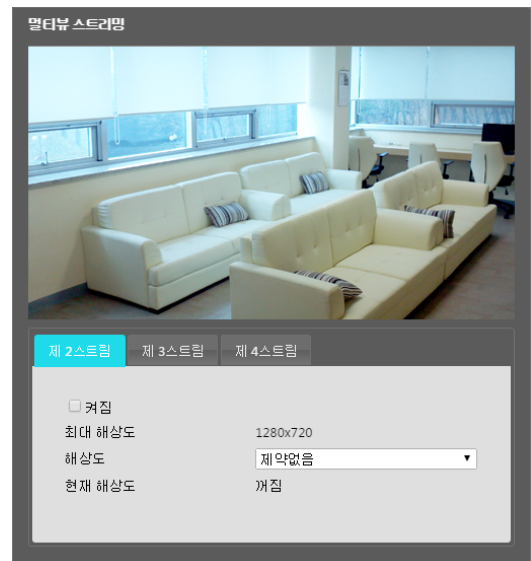 멀티뷰 스트리밍
제 2스트림 제 3스트림 제 4스트림
켜짐
최대 해상도 1280x720
해상도 제약없음
현재 해상도 꺼짐